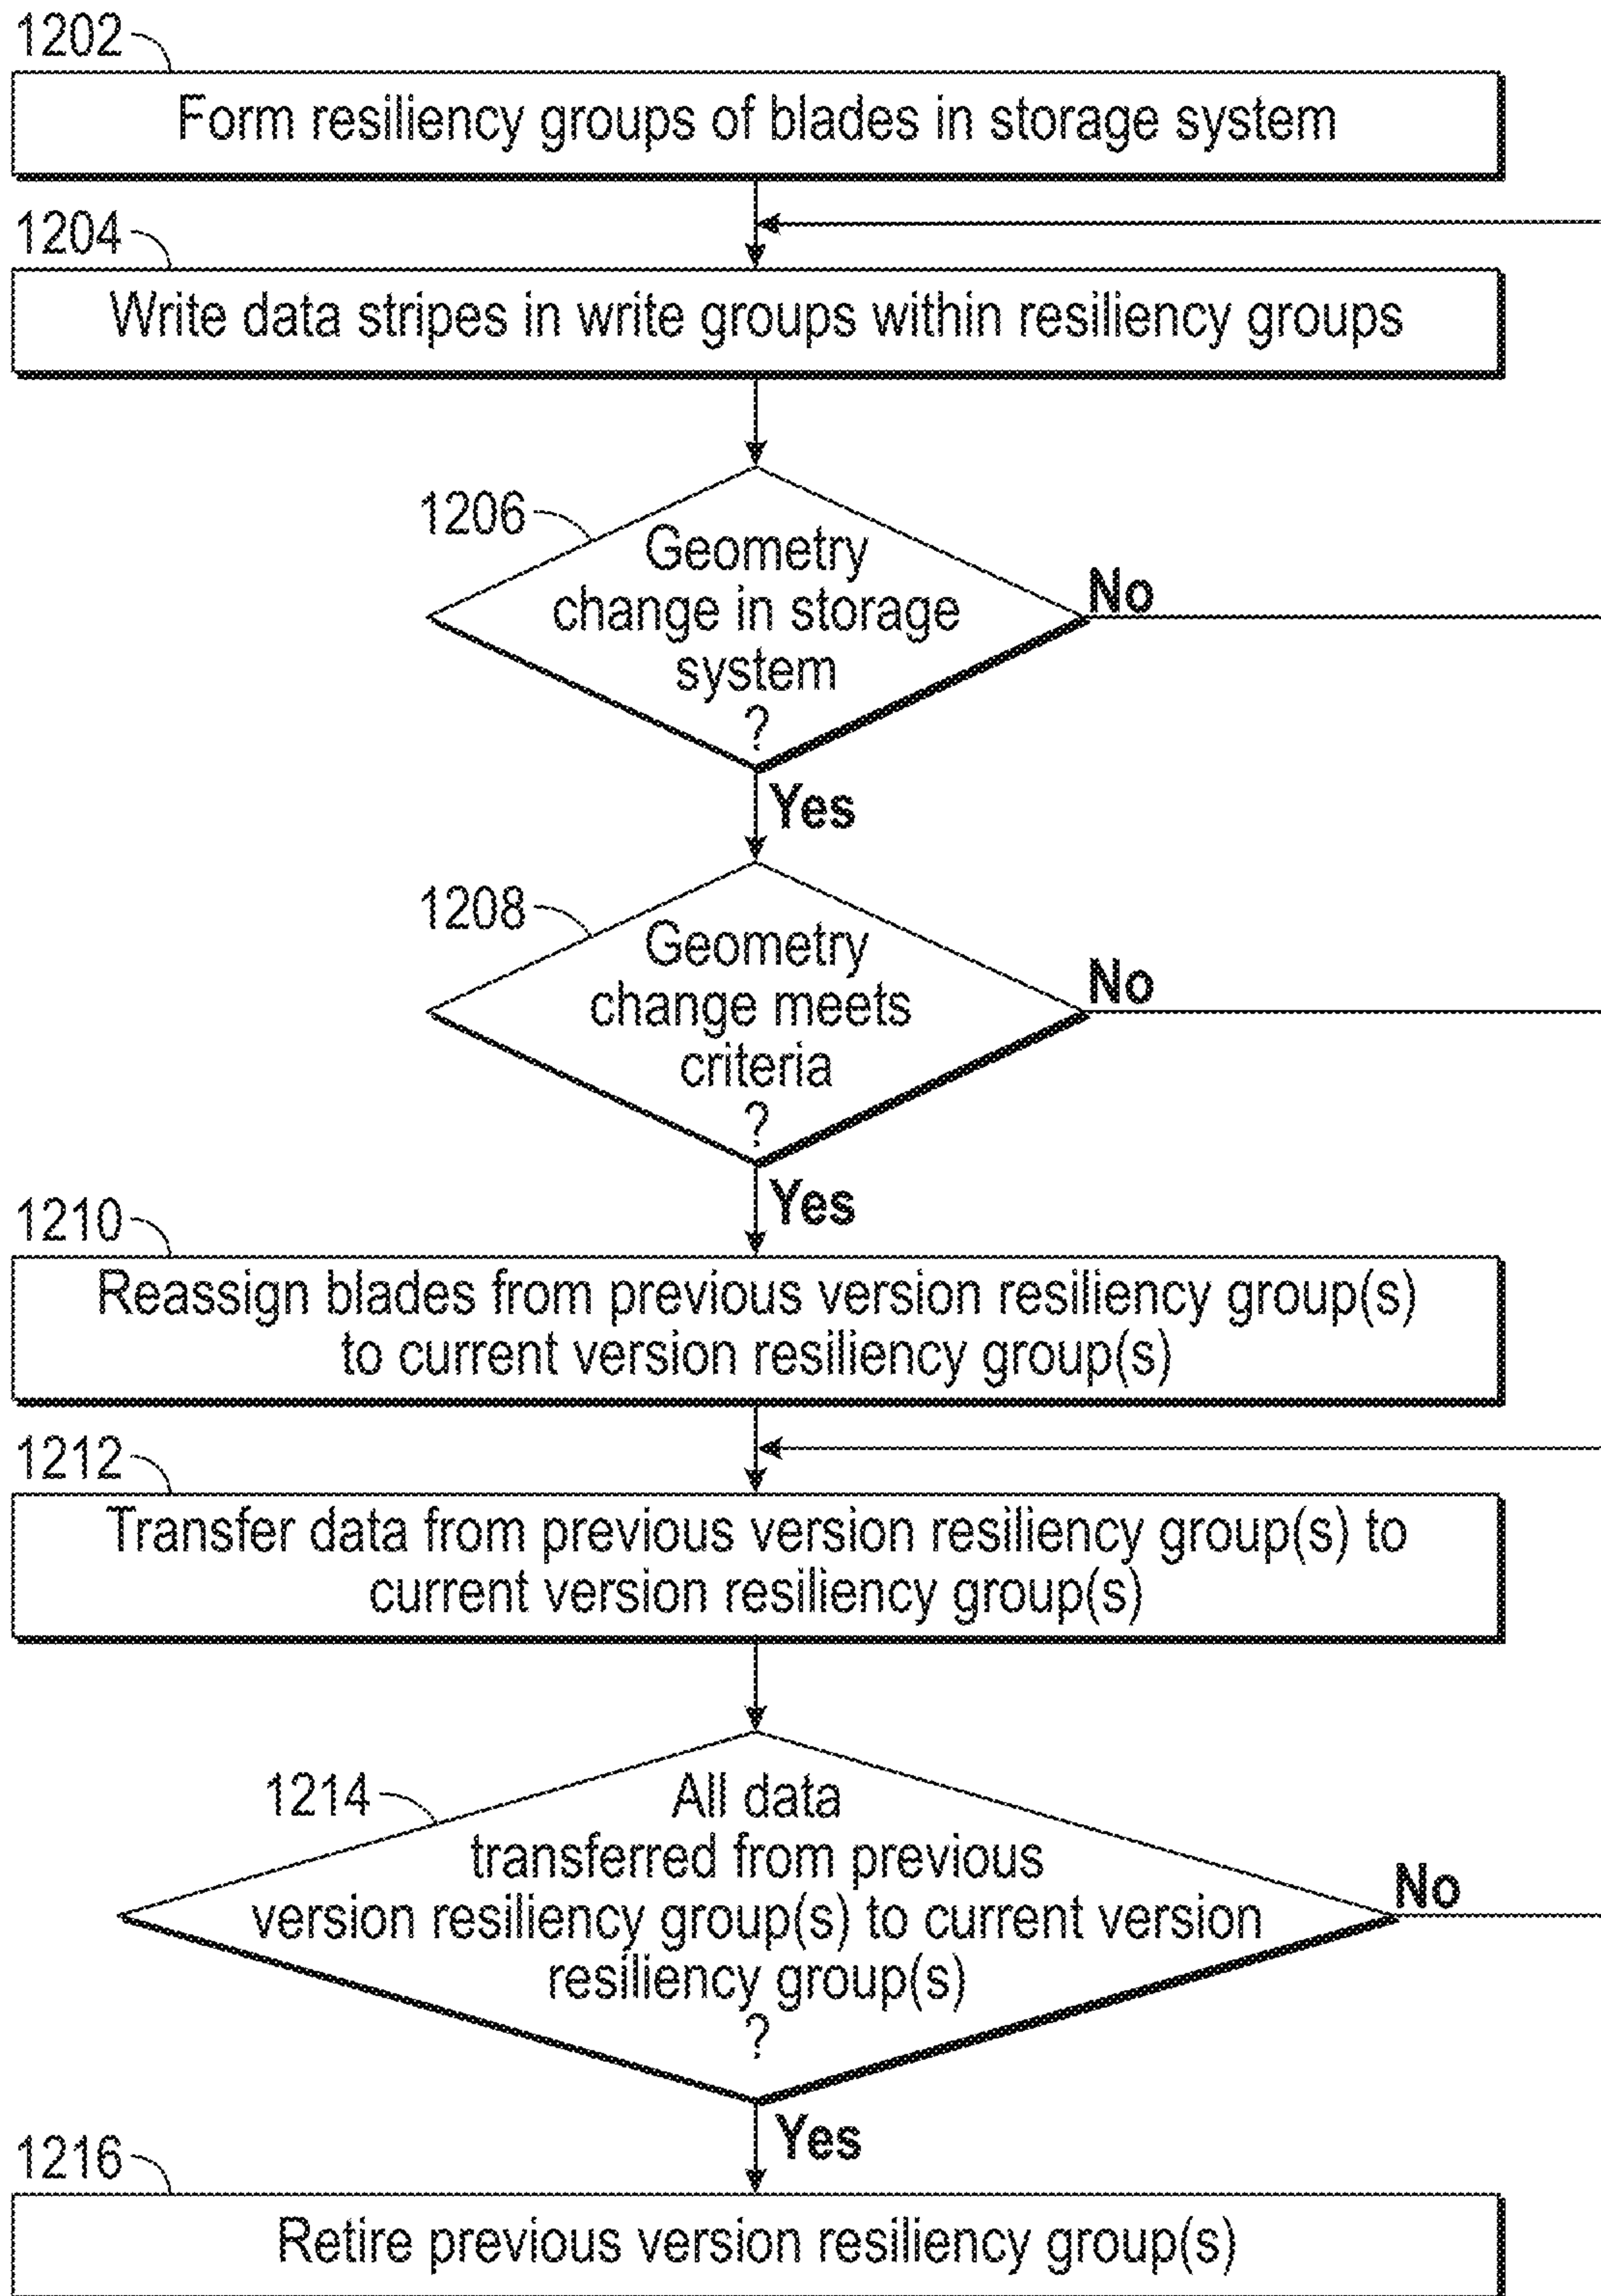 1202
Form resiliency groups of blades in storage system
1204
Write data stripes in write groups within resiliency groups
1206
Geometry
change in storage
system
?
No
Yes
1208
Geometry
change meets
criteria
?
No
Yes
1210
Reassign blades from previous version resiliency group(s)
to current version resiliency group(s)
1212
Transfer data from previous version resiliency group(s) to
current version resiliency group(s)
1214
All data
transferred from previous
version resiliency group(s) to current version
resiliency group(s)
?
No
Yes
1216
Retire previous version resiliency group(s)